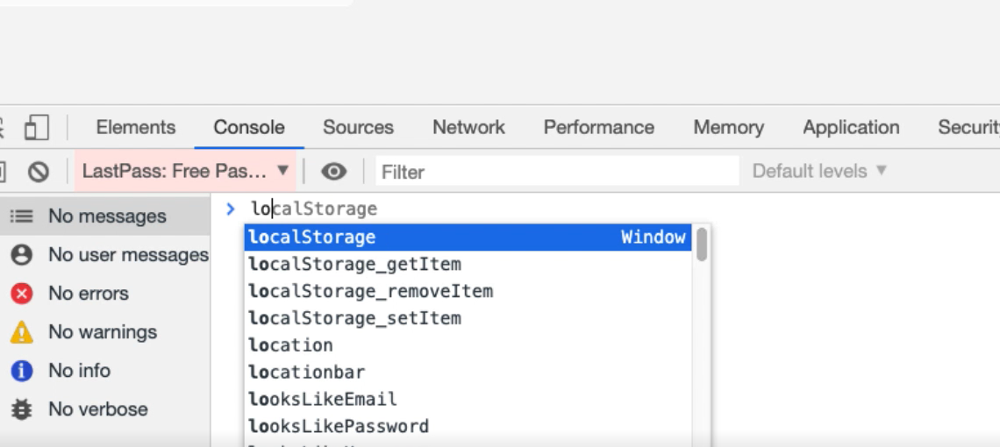 Elements Console Sources Network Performance Memory Application Securit
LastPass: Free Pas... Filter Default levels
No messages
No user messages
No errors
No warnings
No info
No verbose
localStorage
localStorage Window
localStorage_getItem
localStorage_removeItem
localStorage_setItem
location
locationbar
looksLikeEmail
looksLikePassword